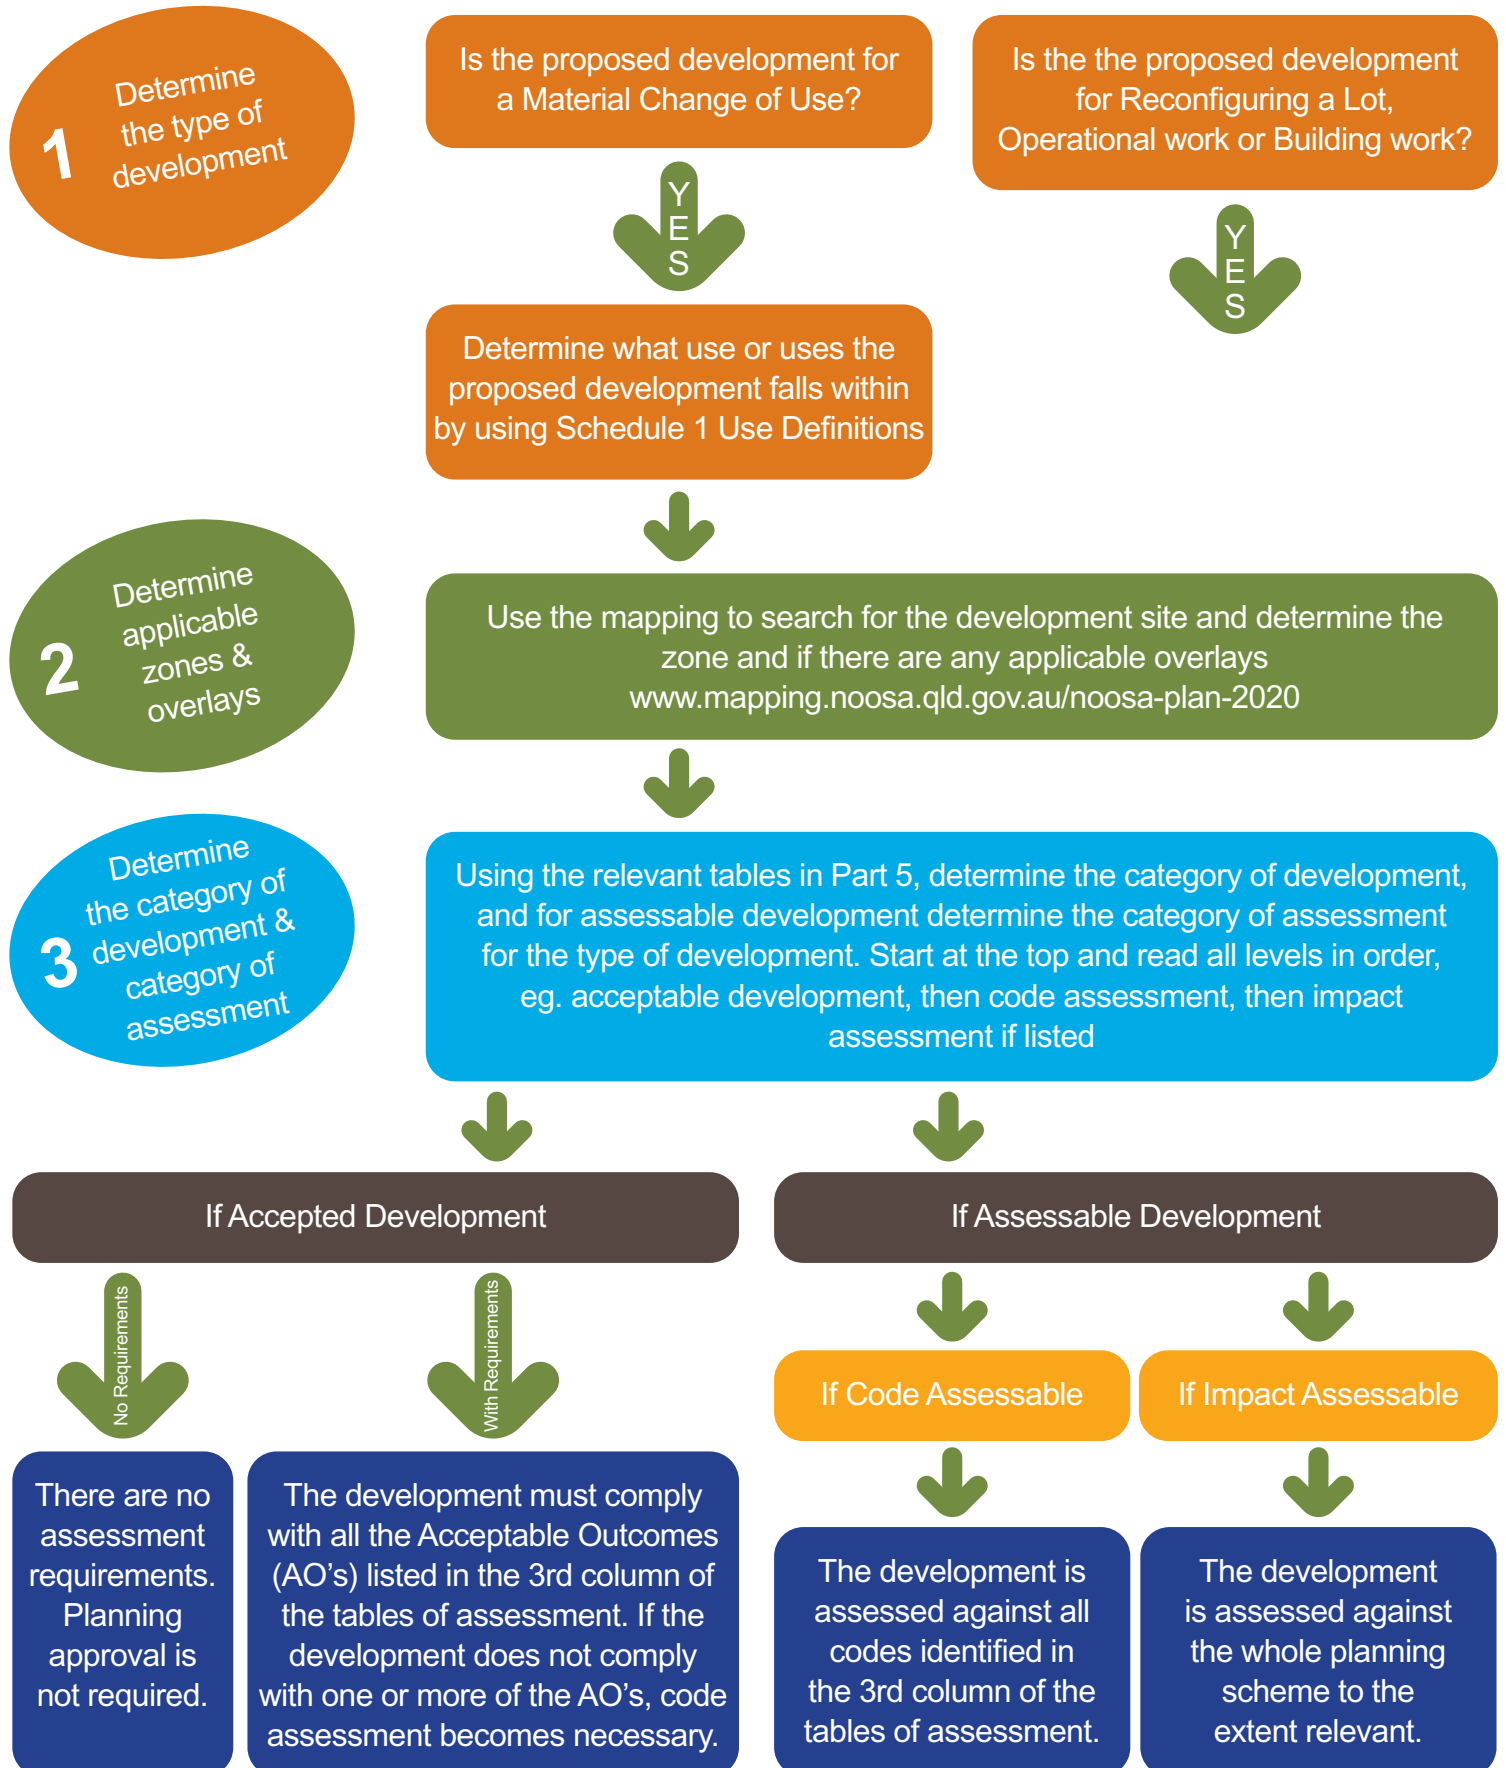 1
Determine
the type of
development
Is the proposed development for
a Material Change of Use?
Is the the proposed development
for Reconfiguring a Lot,
Operational work or Building work?
Y
E
S
Y
E
S
Determine what use or uses the
proposed development falls within
by using Schedule 1 Use Definitions
2
Determine
applicable
zones &
overlays
Use the mapping to search for the development site and determine the
zone and if there are any applicable overlays
www.mapping.noosa.qld.gov.au/noosa-plan-2020
3
Determine
the category of
development &
category of
assessment
Using the relevant tables in Part 5, determine the category of development,
and for assessable development determine the category of assessment
for the type of development. Start at the top and read all levels in order,
eg. acceptable development, then code assessment, then impact
assessment if listed
If Accepted Development
If Assessable Development
No Requirements
With Requirements
If Code Assessable
If Impact Assessable
There are no
assessment
requirements.
Planning
approval is
not required.
The development must comply
with all the Acceptable Outcomes
(AO’s) listed in the 3rd column of
the tables of assessment. If the
development does not comply
with one or more of the AO’s, code
assessment becomes necessary.
The development is
assessed against all
codes identified in
the 3rd column of the
tables of assessment.
The development
is assessed against
the whole planning
scheme to the
extent relevant.